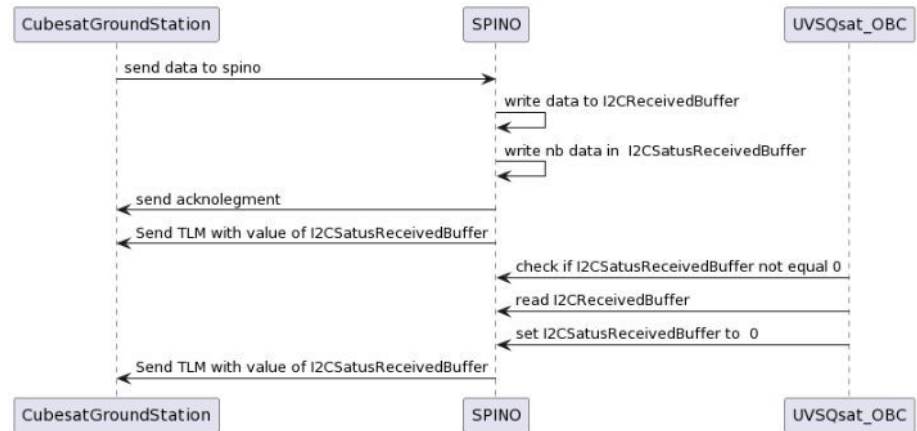 CubesatGroundStation SPINO UVSQsat_OBC
send data to spino
write data to I2CReceivedBuffer
write nb data in  I2CSatusReceivedBuffer
send acknolegment
Send TLM with value of I2CSatusReceivedBuffer
check if I2CSatusReceivedBuffer not equal 0
read I2CReceivedBuffer
set I2CSatusReceivedBuffer to  0
Send TLM with value of I2CSatusReceivedBuffer
CubesatGroundStation SPINO UVSQsat_OBC